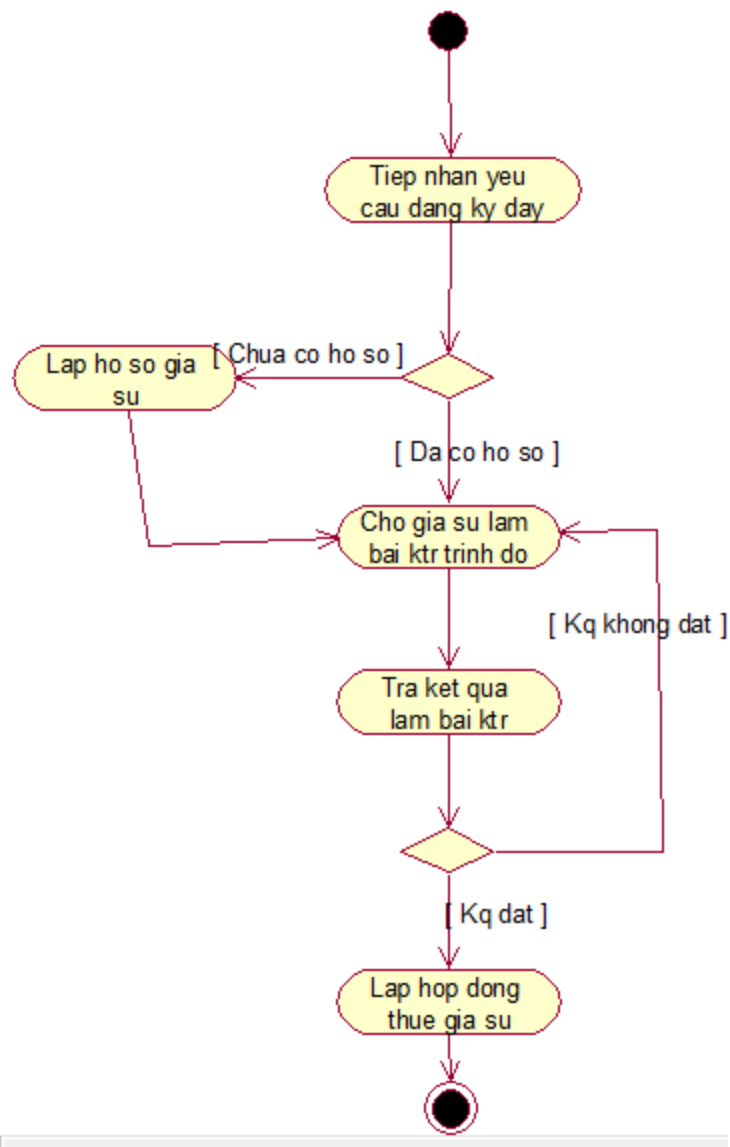 Tiep nhan yeu
cau dang ky day
[ Chua co ho so ]
Lap ho so gia
su
[ Da co ho so ]
Cho gia su lam
bai ktr trinh do
[ Kq khong dat ]
Tra ket qua
lam bai ktr
[ Kq dat ]
Lap hop dong
thue gia su